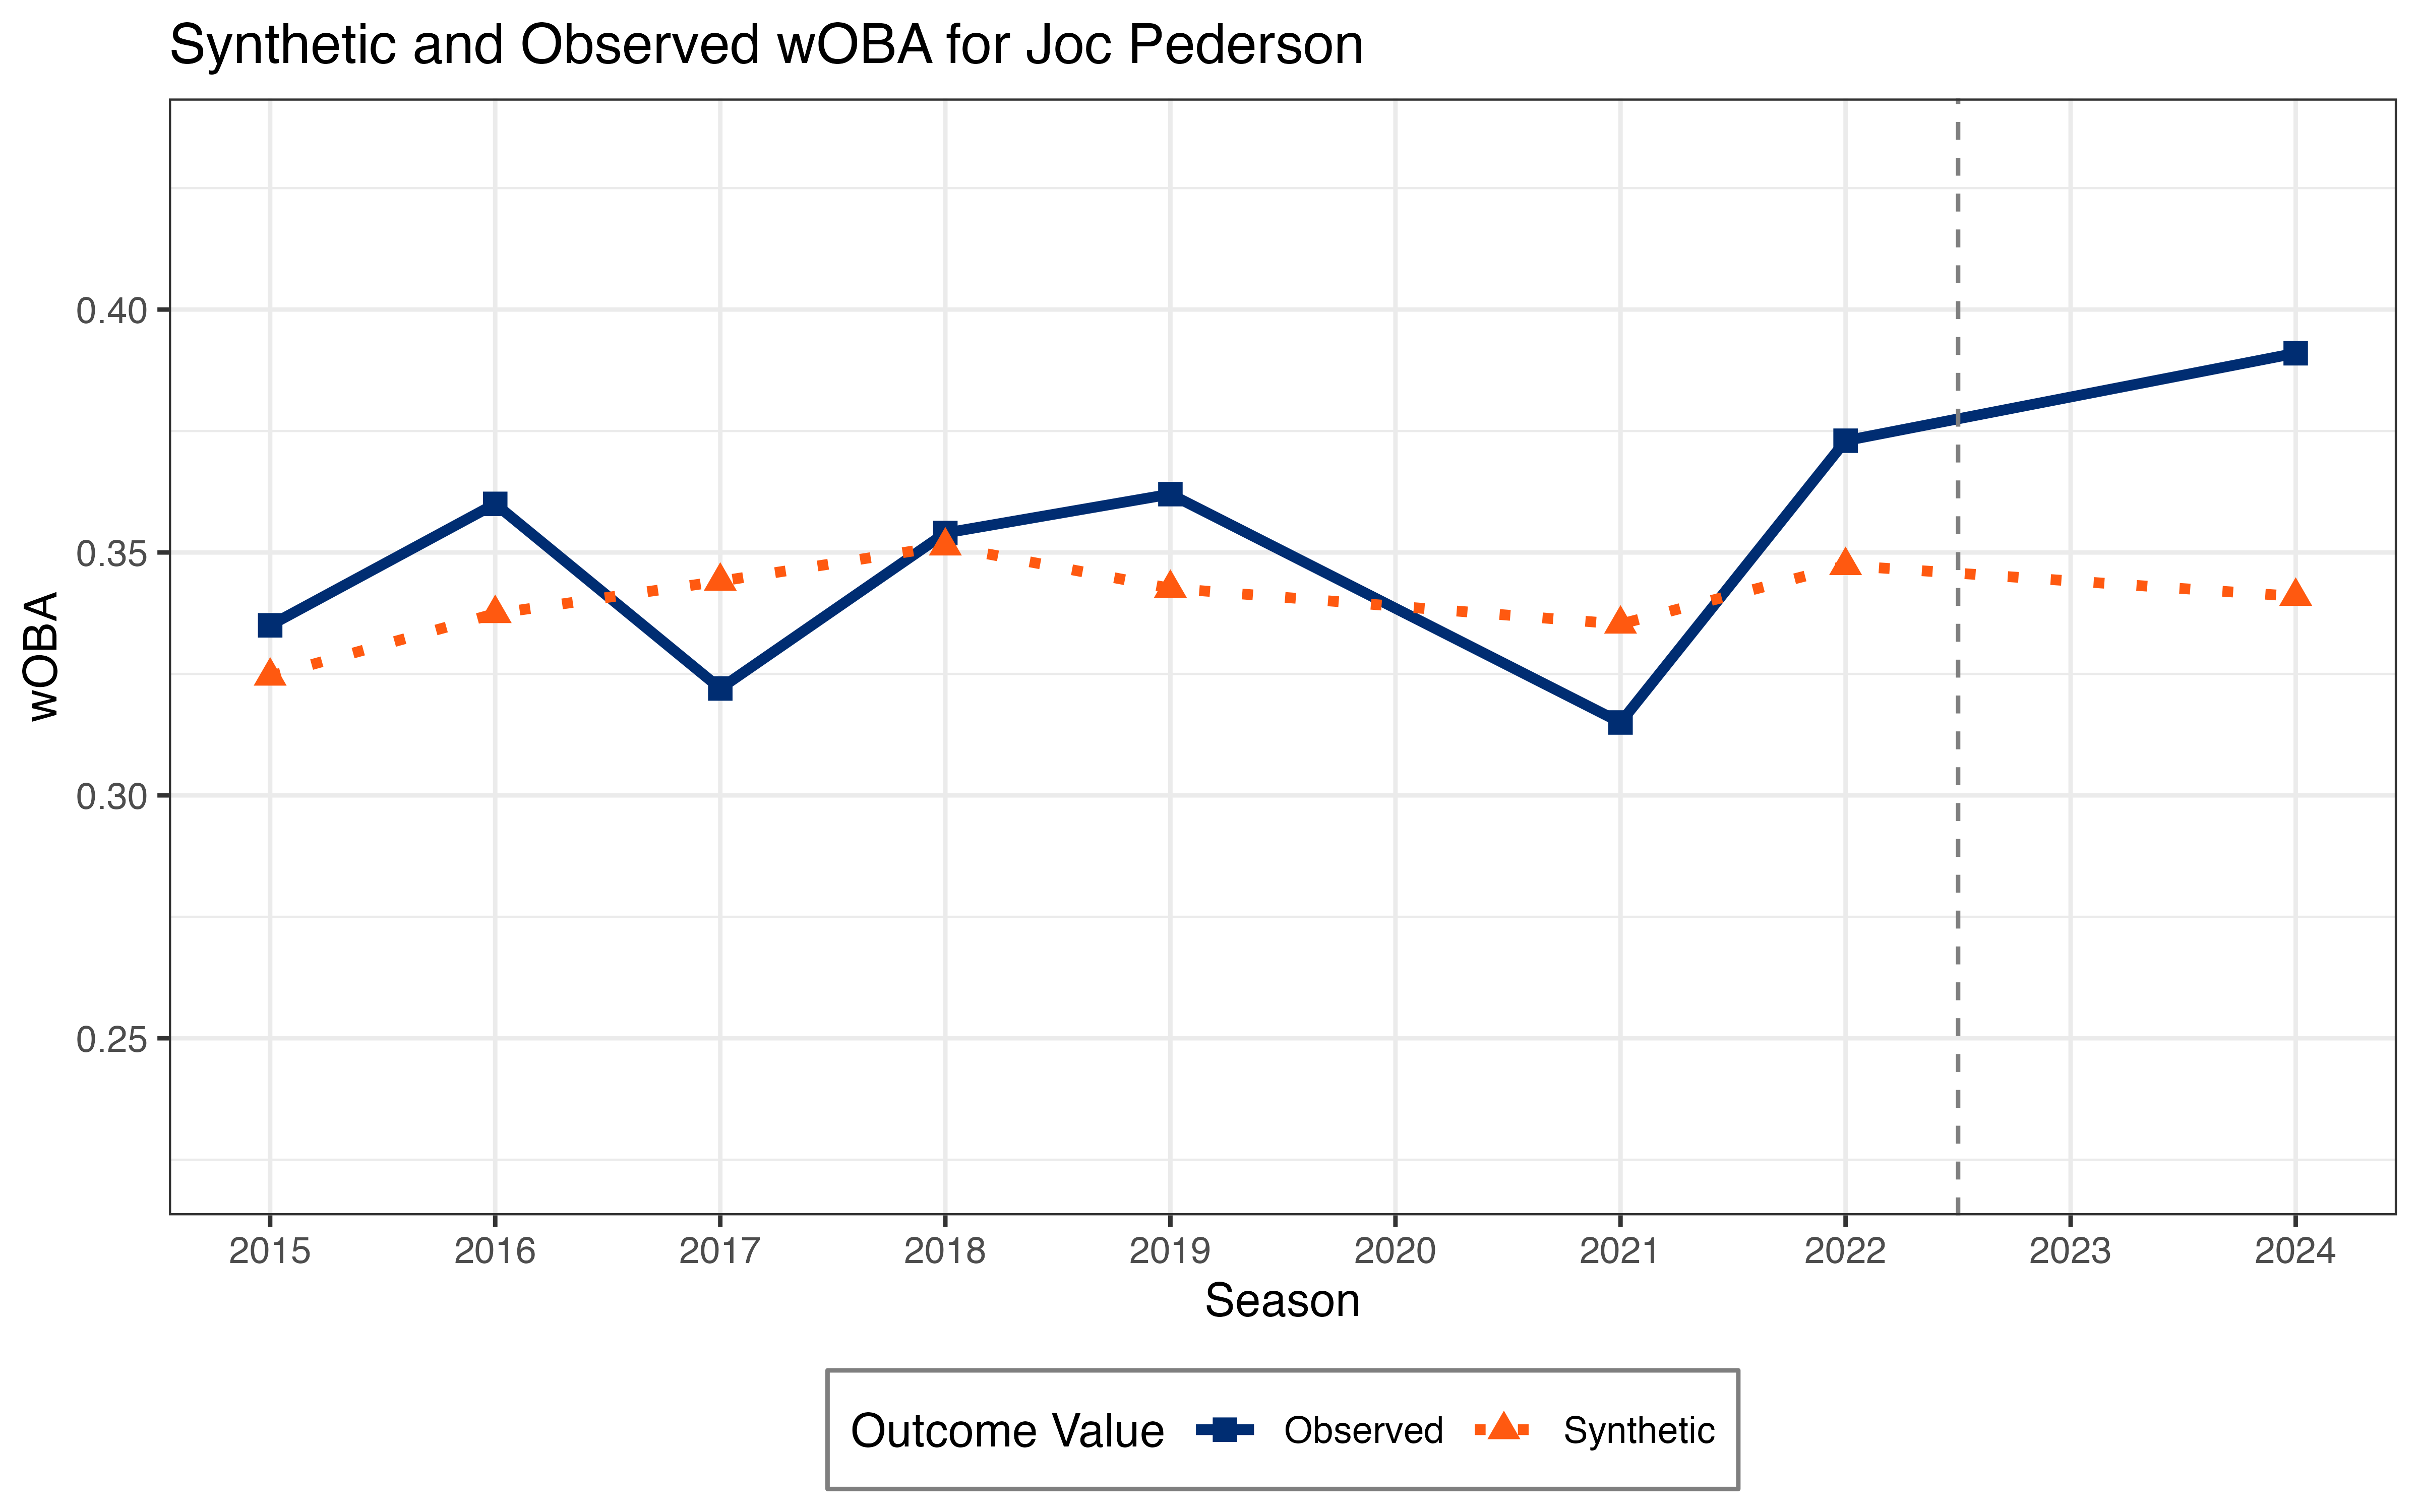 Synthetic and Observed wOBA for Joc Pederson
wOBA
0.40
0.35
0.30
0.25
2015 2016 2017 2018 2019 2020 2021 2022 2023 2024
Season
Outcome Value Observed Synthetic